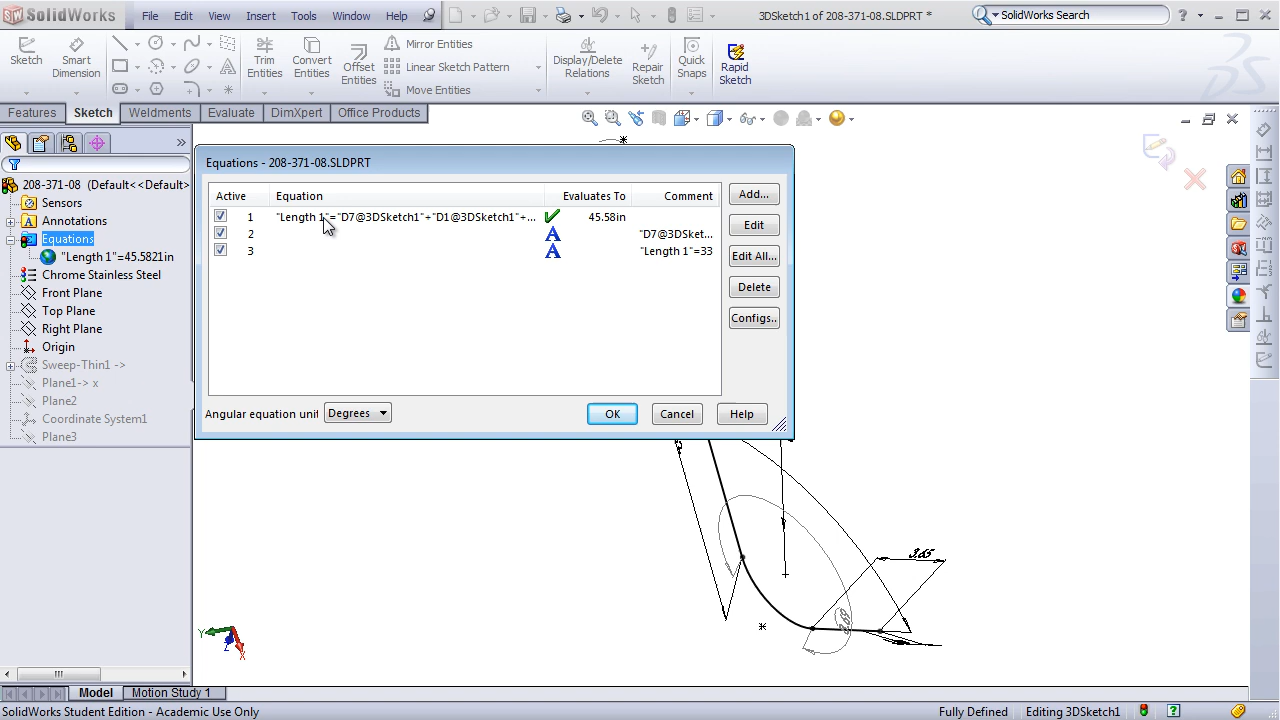 SolidWorks File Edit View Insert Tools Window Help 3DSketch1 of 208-371-08.SLDPRT * SolidWorks Search
Sketch Smart Dimension Trim Entities Convert Entities Offset Entities Mirror Entities Linear Sketch Pattern Move Entities Display/Delete Relations Repair Sketch Quick Snaps Rapid Sketch
Features Sketch Weldments Evaluate DimXpert Office Products
Equations - 208-371-08.SLDPRT
208-371-08 (Default<<Default>
Sensors
Annotations
Equations
"Length 1"=45.5821in
Chrome Stainless Steel
Front Plane
Top Plane
Right Plane
Origin
Sweep-Thin1 ->
Plane1-> x
Plane2
Coordinate System1
Plane3
Active Equation Evaluates To Comment
1 "Length 1"="D7@3DSketch1"+"D1@3DSketch1"+... 45.58in
2 "D7@3DSket...
3 "Length 1"=33
Add...
Edit
Edit All...
Delete
Configs..
Angular equation unit Degrees OK Cancel Help
3.65
Y Z X
Model Motion Study 1
SolidWorks Student Edition - Academic Use Only Fully Defined Editing 3DSketch1